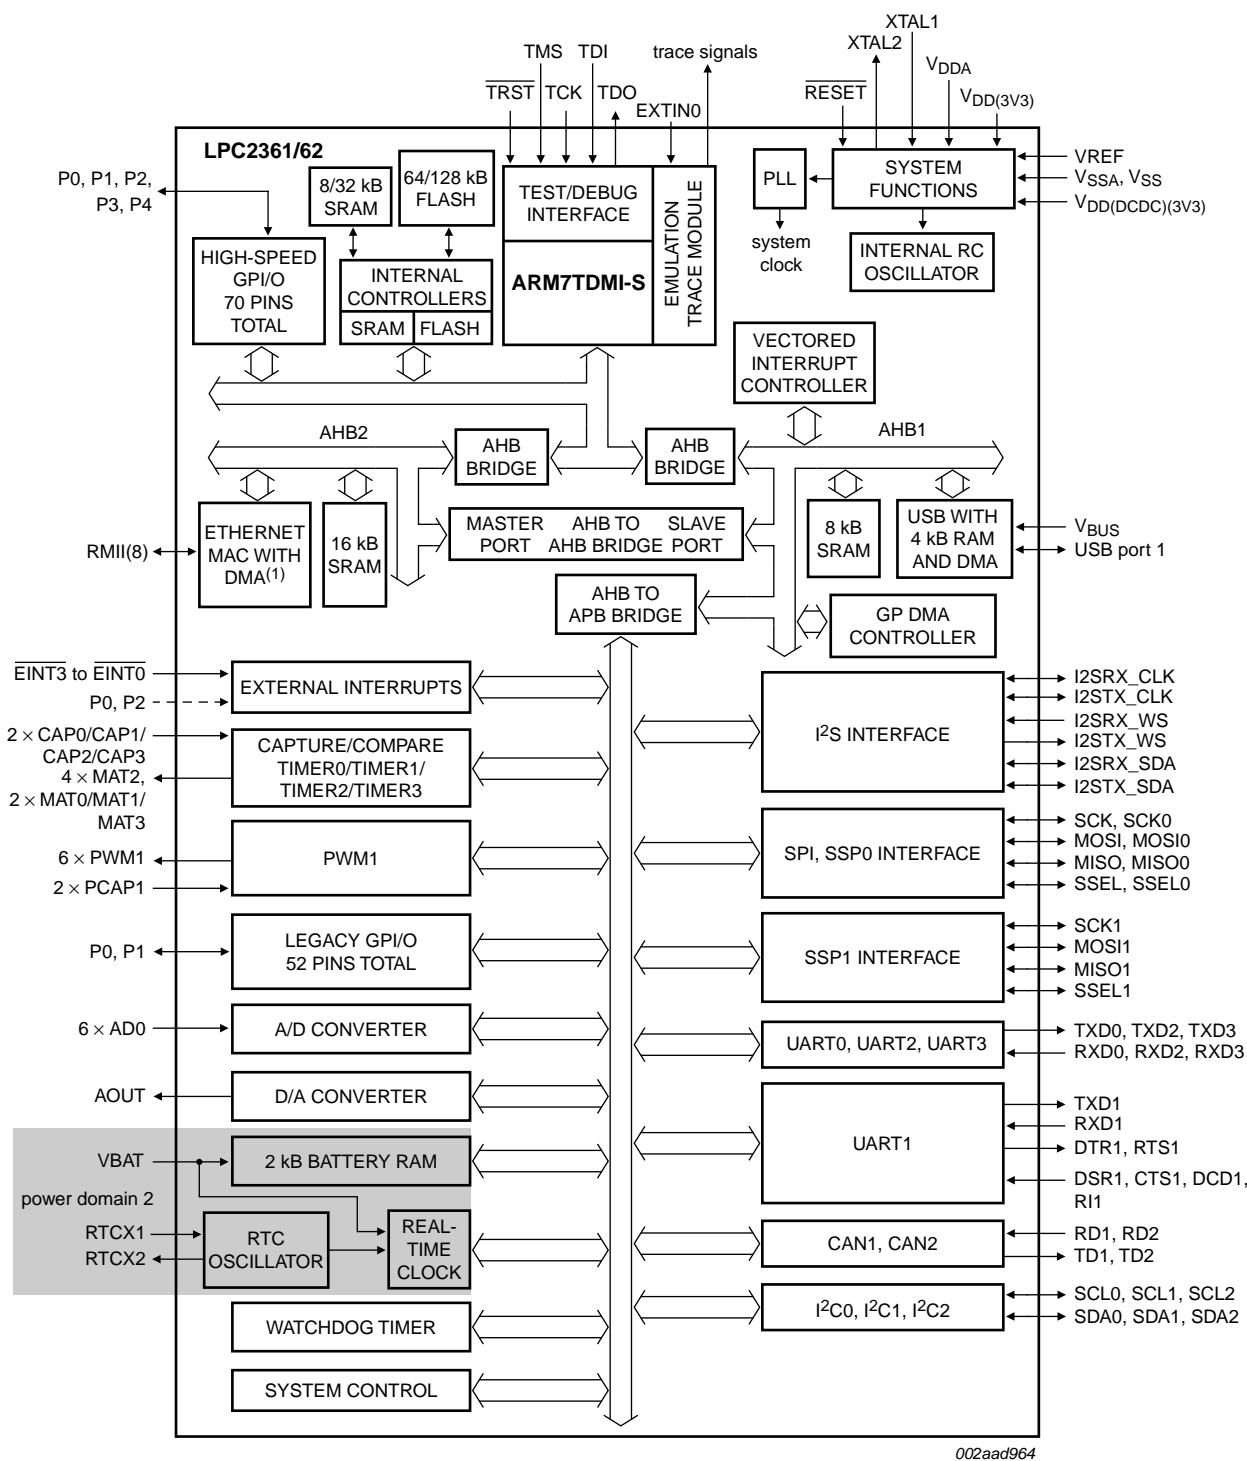 XTAL1
XTAL2
TMS TDI
trace signals
VDDA
TRST TCK TDO
RESET
VDD(3V3)
EXTIN0
LPC2361/62
P0, P1, P2,
P3, P4
8/32 kB
SRAM
64/128 kB
FLASH
TEST/DEBUG
INTERFACE
EMULATION
TRACE MODULE
PLL
SYSTEM
FUNCTIONS
VREF
VSSA, VSS
VDD(DCDC)(3V3)
system
clock
INTERNAL RC
OSCILLATOR
HIGH-SPEED
GPI/O
70 PINS
TOTAL
INTERNAL
CONTROLLERS
SRAM FLASH
ARM7TDMI-S
VECTORED
INTERRUPT
CONTROLLER
AHB2
AHB
BRIDGE
AHB
BRIDGE
AHB1
RMII(8)
ETHERNET
MAC WITH
DMA(1)
16 kB
SRAM
MASTER
PORT
AHB TO
AHB BRIDGE
SLAVE
PORT
8 kB
SRAM
USB WITH
4 kB RAM
AND DMA
VBUS
USB port 1
AHB TO
APB BRIDGE
GP DMA
CONTROLLER
EINT3 to EINT0
P0, P2
EXTERNAL INTERRUPTS
2 × CAP0/CAP1/
CAP2/CAP3
4 × MAT2,
2 × MAT0/MAT1/
MAT3
CAPTURE/COMPARE
TIMER0/TIMER1/
TIMER2/TIMER3
6 × PWM1
2 × PCAP1
PWM1
P0, P1
LEGACY GPI/O
52 PINS TOTAL
6 × AD0
A/D CONVERTER
AOUT
D/A CONVERTER
VBAT
2 kB BATTERY RAM
power domain 2
RTCX1
RTCX2
RTC
OSCILLATOR
REAL-
TIME
CLOCK
WATCHDOG TIMER
SYSTEM CONTROL
I2S INTERFACE
I2SRX_CLK
I2STX_CLK
I2SRX_WS
I2STX_WS
I2SRX_SDA
I2STX_SDA
SPI, SSP0 INTERFACE
SCK, SCK0
MOSI, MOSI0
MISO, MISO0
SSEL, SSEL0
SSP1 INTERFACE
SCK1
MOSI1
MISO1
SSEL1
UART0, UART2, UART3
TXD0, TXD2, TXD3
RXD0, RXD2, RXD3
UART1
TXD1
RXD1
DTR1, RTS1
DSR1, CTS1, DCD1,
RI1
CAN1, CAN2
RD1, RD2
TD1, TD2
I2C0, I2C1, I2C2
SCL0, SCL1, SCL2
SDA0, SDA1, SDA2
002aad964